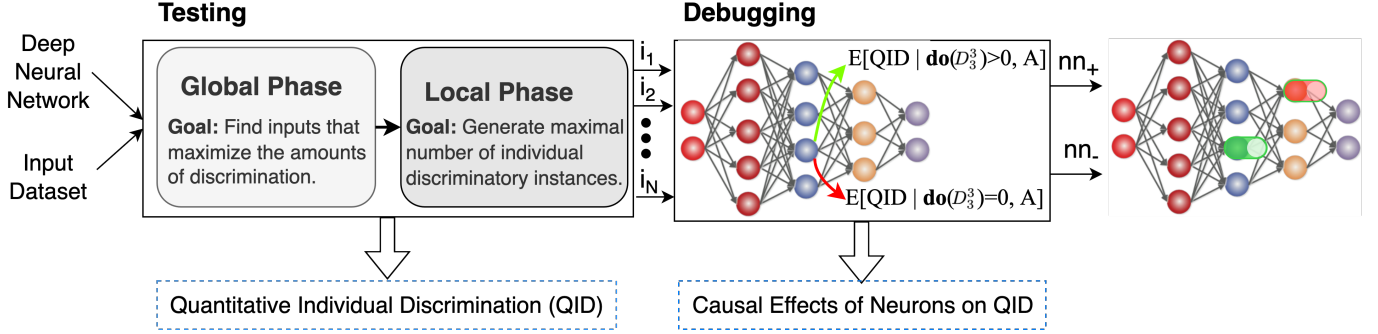 Testing
Debugging
Deep
Neural
Network
Input
Dataset
Global Phase
Goal: Find inputs that
maximize the amounts
of discrimination.
Local Phase
Goal: Generate maximal
number of individual
discriminatory instances.
i₁
i₂
i_N
E[QID | do(D₃³)>0, A]
E[QID | do(D₃³)=0, A]
nn₊
nn₋
Quantitative Individual Discrimination (QID)
Causal Effects of Neurons on QID